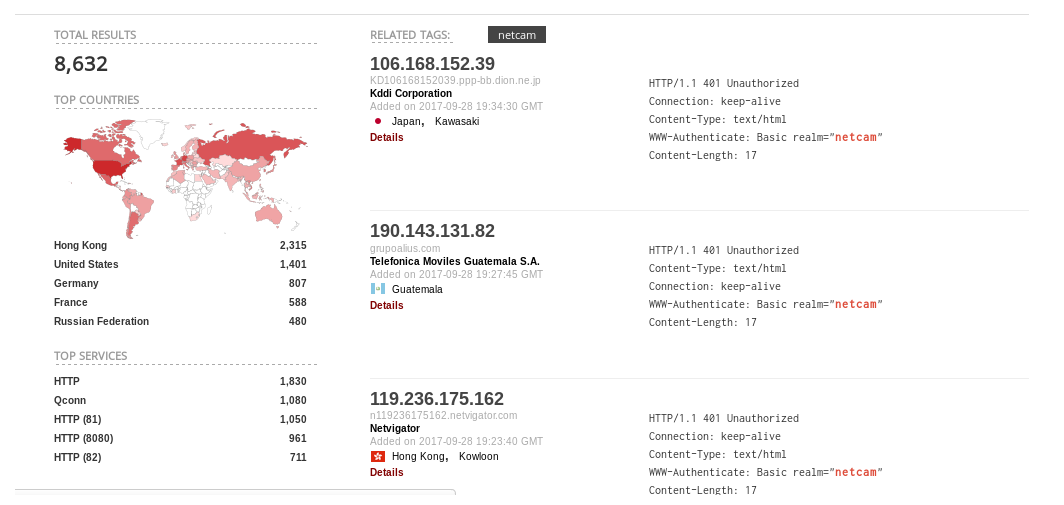 TOTAL RESULTS
8,632
TOP COUNTRIES
Hong Kong 2,315
United States 1,401
Germany 807
France 588
Russian Federation 480
TOP SERVICES
HTTP 1,830
Qconn 1,080
HTTP (81) 1,050
HTTP (8080) 961
HTTP (82) 711
RELATED TAGS: netcam
106.168.152.39
KD106168152039.ppp-bb.dion.ne.jp
Kddi Corporation
Added on 2017-09-28 19:34:30 GMT
Japan, Kawasaki
Details
HTTP/1.1 401 Unauthorized
Connection: keep-alive
Content-Type: text/html
WWW-Authenticate: Basic realm="netcam"
Content-Length: 17
190.143.131.82
grupoalius.com
Telefonica Moviles Guatemala S.A.
Added on 2017-09-28 19:27:45 GMT
Guatemala
Details
HTTP/1.1 401 Unauthorized
Content-Type: text/html
Connection: keep-alive
WWW-Authenticate: Basic realm="netcam"
Content-Length: 17
119.236.175.162
n119236175162.netvigator.com
Netvigator
Added on 2017-09-28 19:23:40 GMT
Hong Kong, Kowloon
Details
HTTP/1.1 401 Unauthorized
Connection: keep-alive
Content-Type: text/html
WWW-Authenticate: Basic realm="netcam"
Content-Length: 17